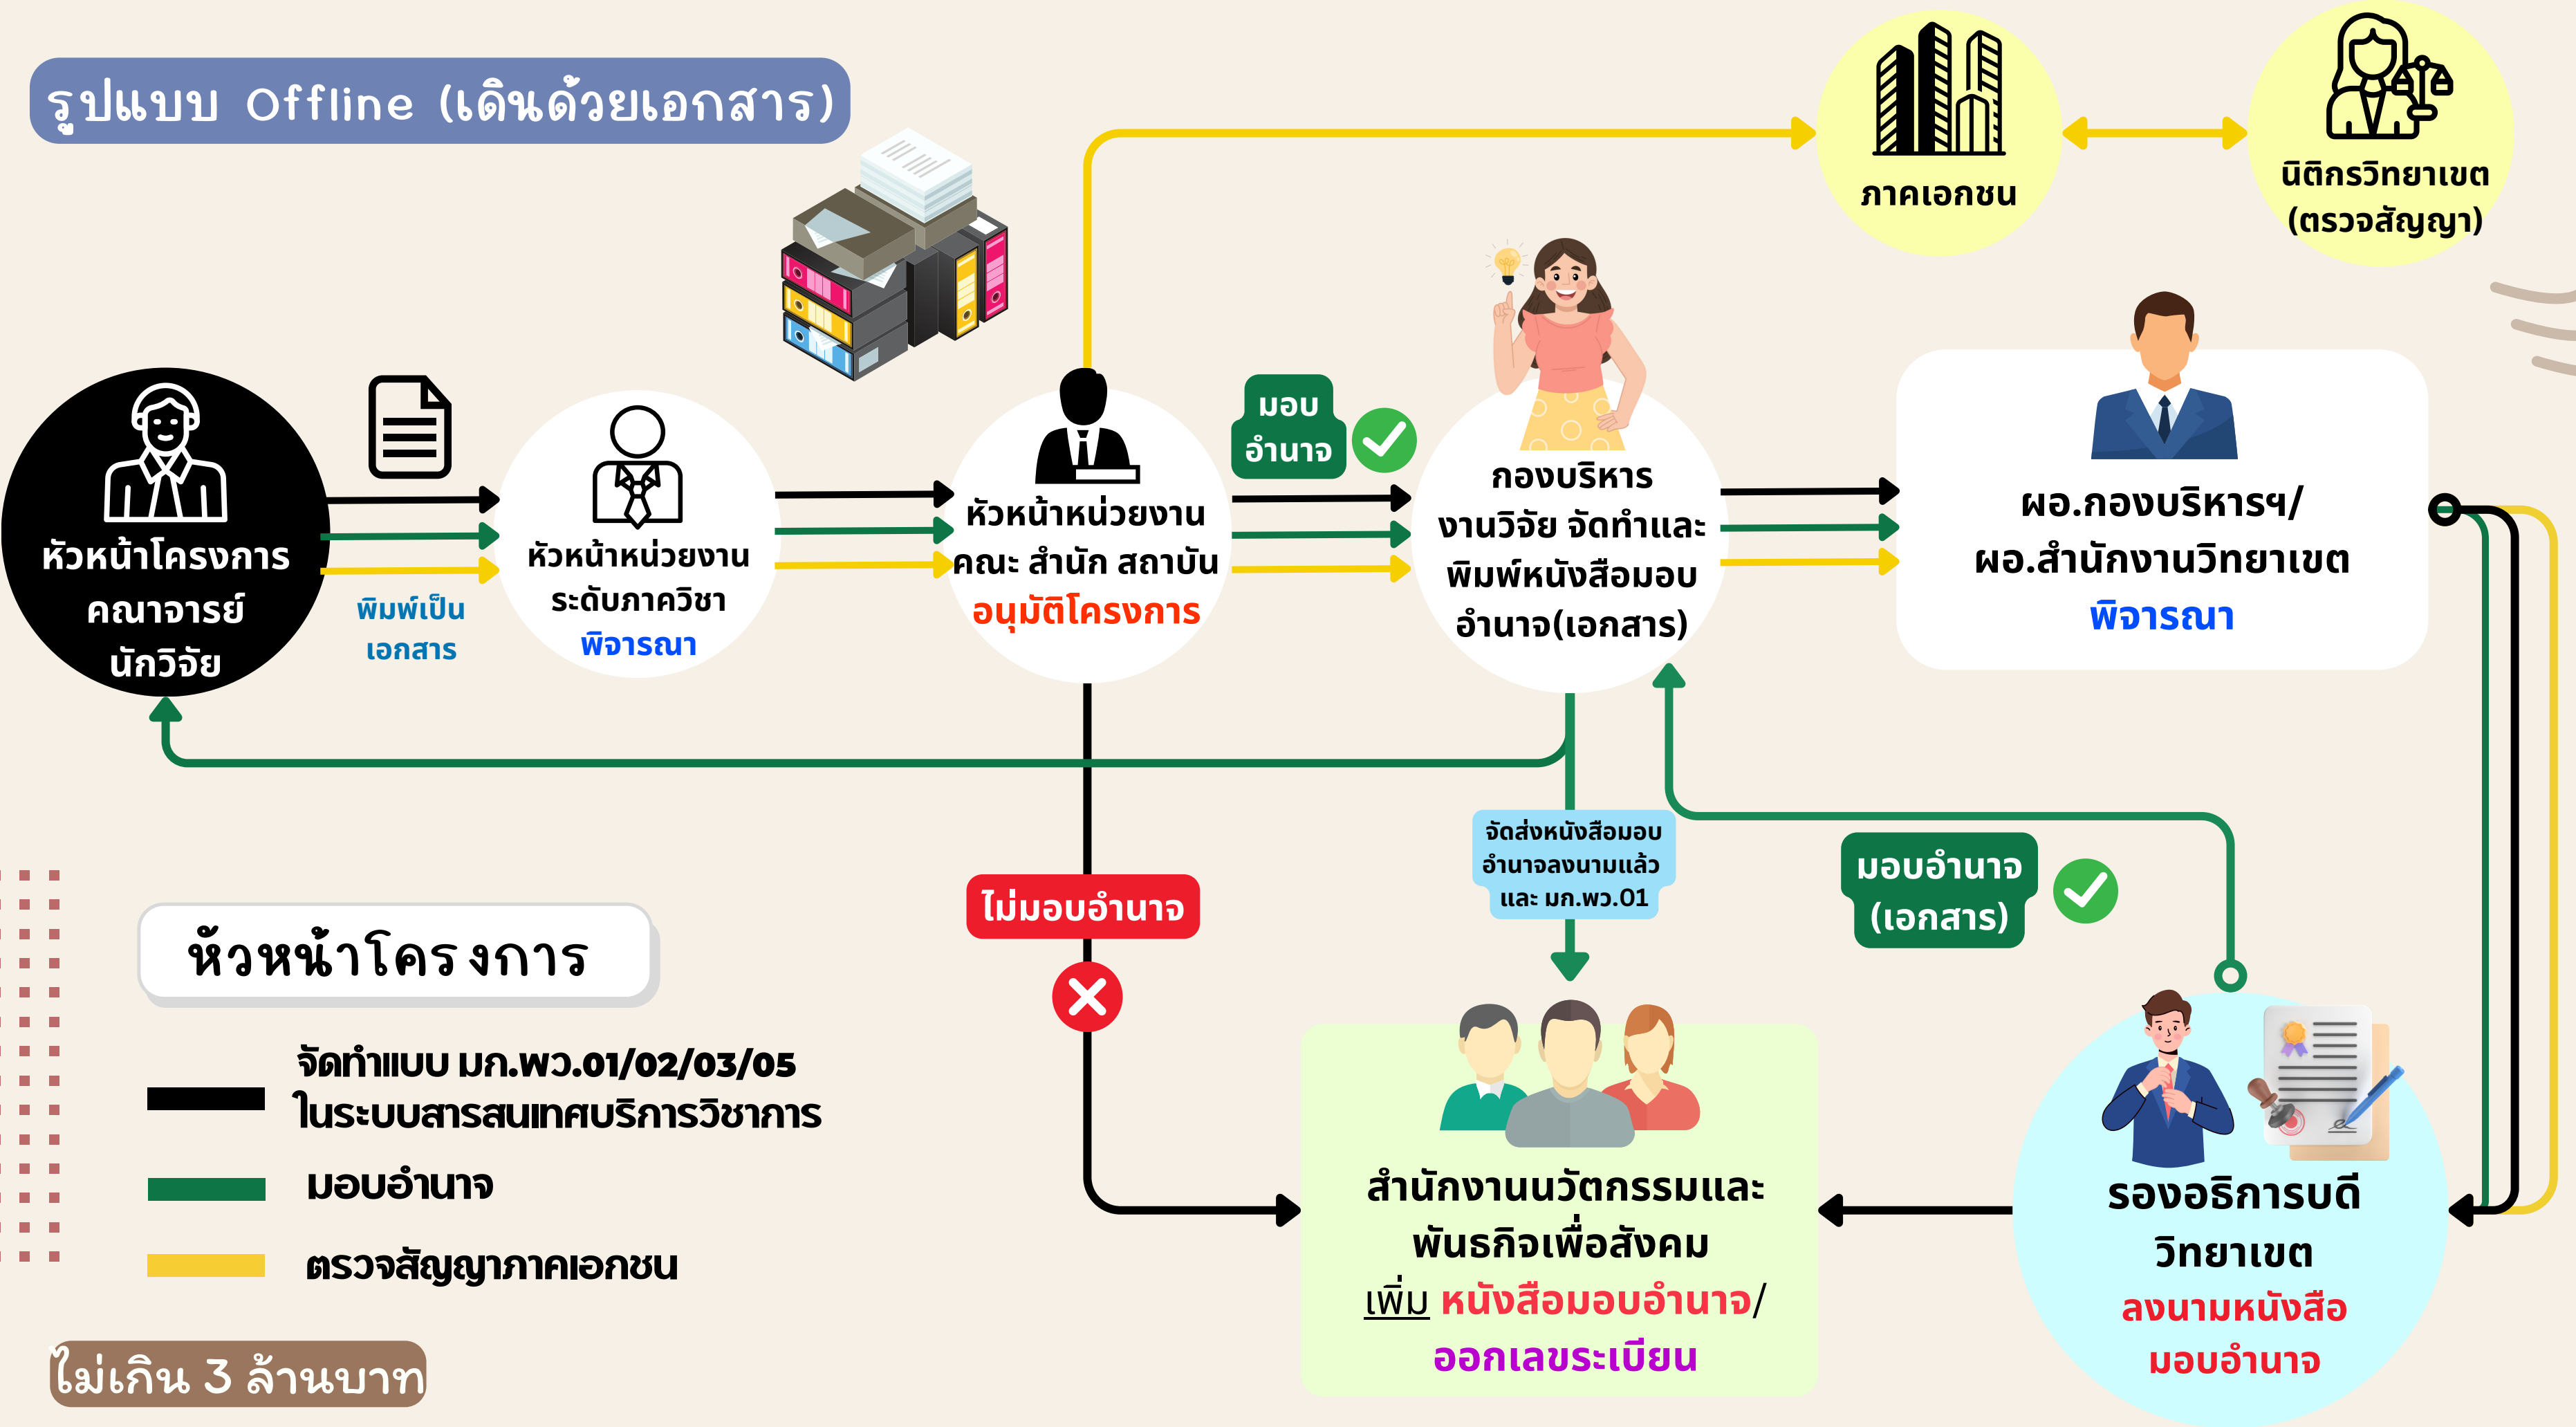 รูปแบบ Offline (เดินด้วยเอกสาร)
ภาคเอกชน
นิติกรวิทยาเขต
(ตรวจสัญญา)
หัวหน้าโครงการ
คณาจารย์
นักวิจัย
พิมพ์เป็น
เอกสาร
หัวหน้าหน่วยงาน
ระดับภาควิชา
พิจารณา
หัวหน้าหน่วยงาน
คณะ สำนัก สถาบัน
อนุมัติโครงการ
มอบ
อำนาจ
กองบริหาร
งานวิจัย จัดทำและ
พิมพ์หนังสือมอบ
อำนาจ(เอกสาร)
ผอ.กองบริหารฯ/
ผอ.สำนักงานวิทยาเขต
พิจารณา
ไม่มอบอำนาจ
จัดส่งหนังสือมอบ
อำนาจลงนามแล้ว
และ มก.พว.01
มอบอำนาจ
(เอกสาร)
หัวหน้าโครงการ
จัดทำแบบ มก.พว.01/02/03/05
ในระบบสารสนเทศบริการวิชาการ
มอบอำนาจ
ตรวจสัญญาภาคเอกชน
สำนักงานนวัตกรรมและ
พันธกิจเพื่อสังคม
เพิ่ม หนังสือมอบอำนาจ/
ออกเลขระเบียน
รองอธิการบดี
วิทยาเขต
ลงนามหนังสือ
มอบอำนาจ
ไม่เกิน 3 ล้านบาท